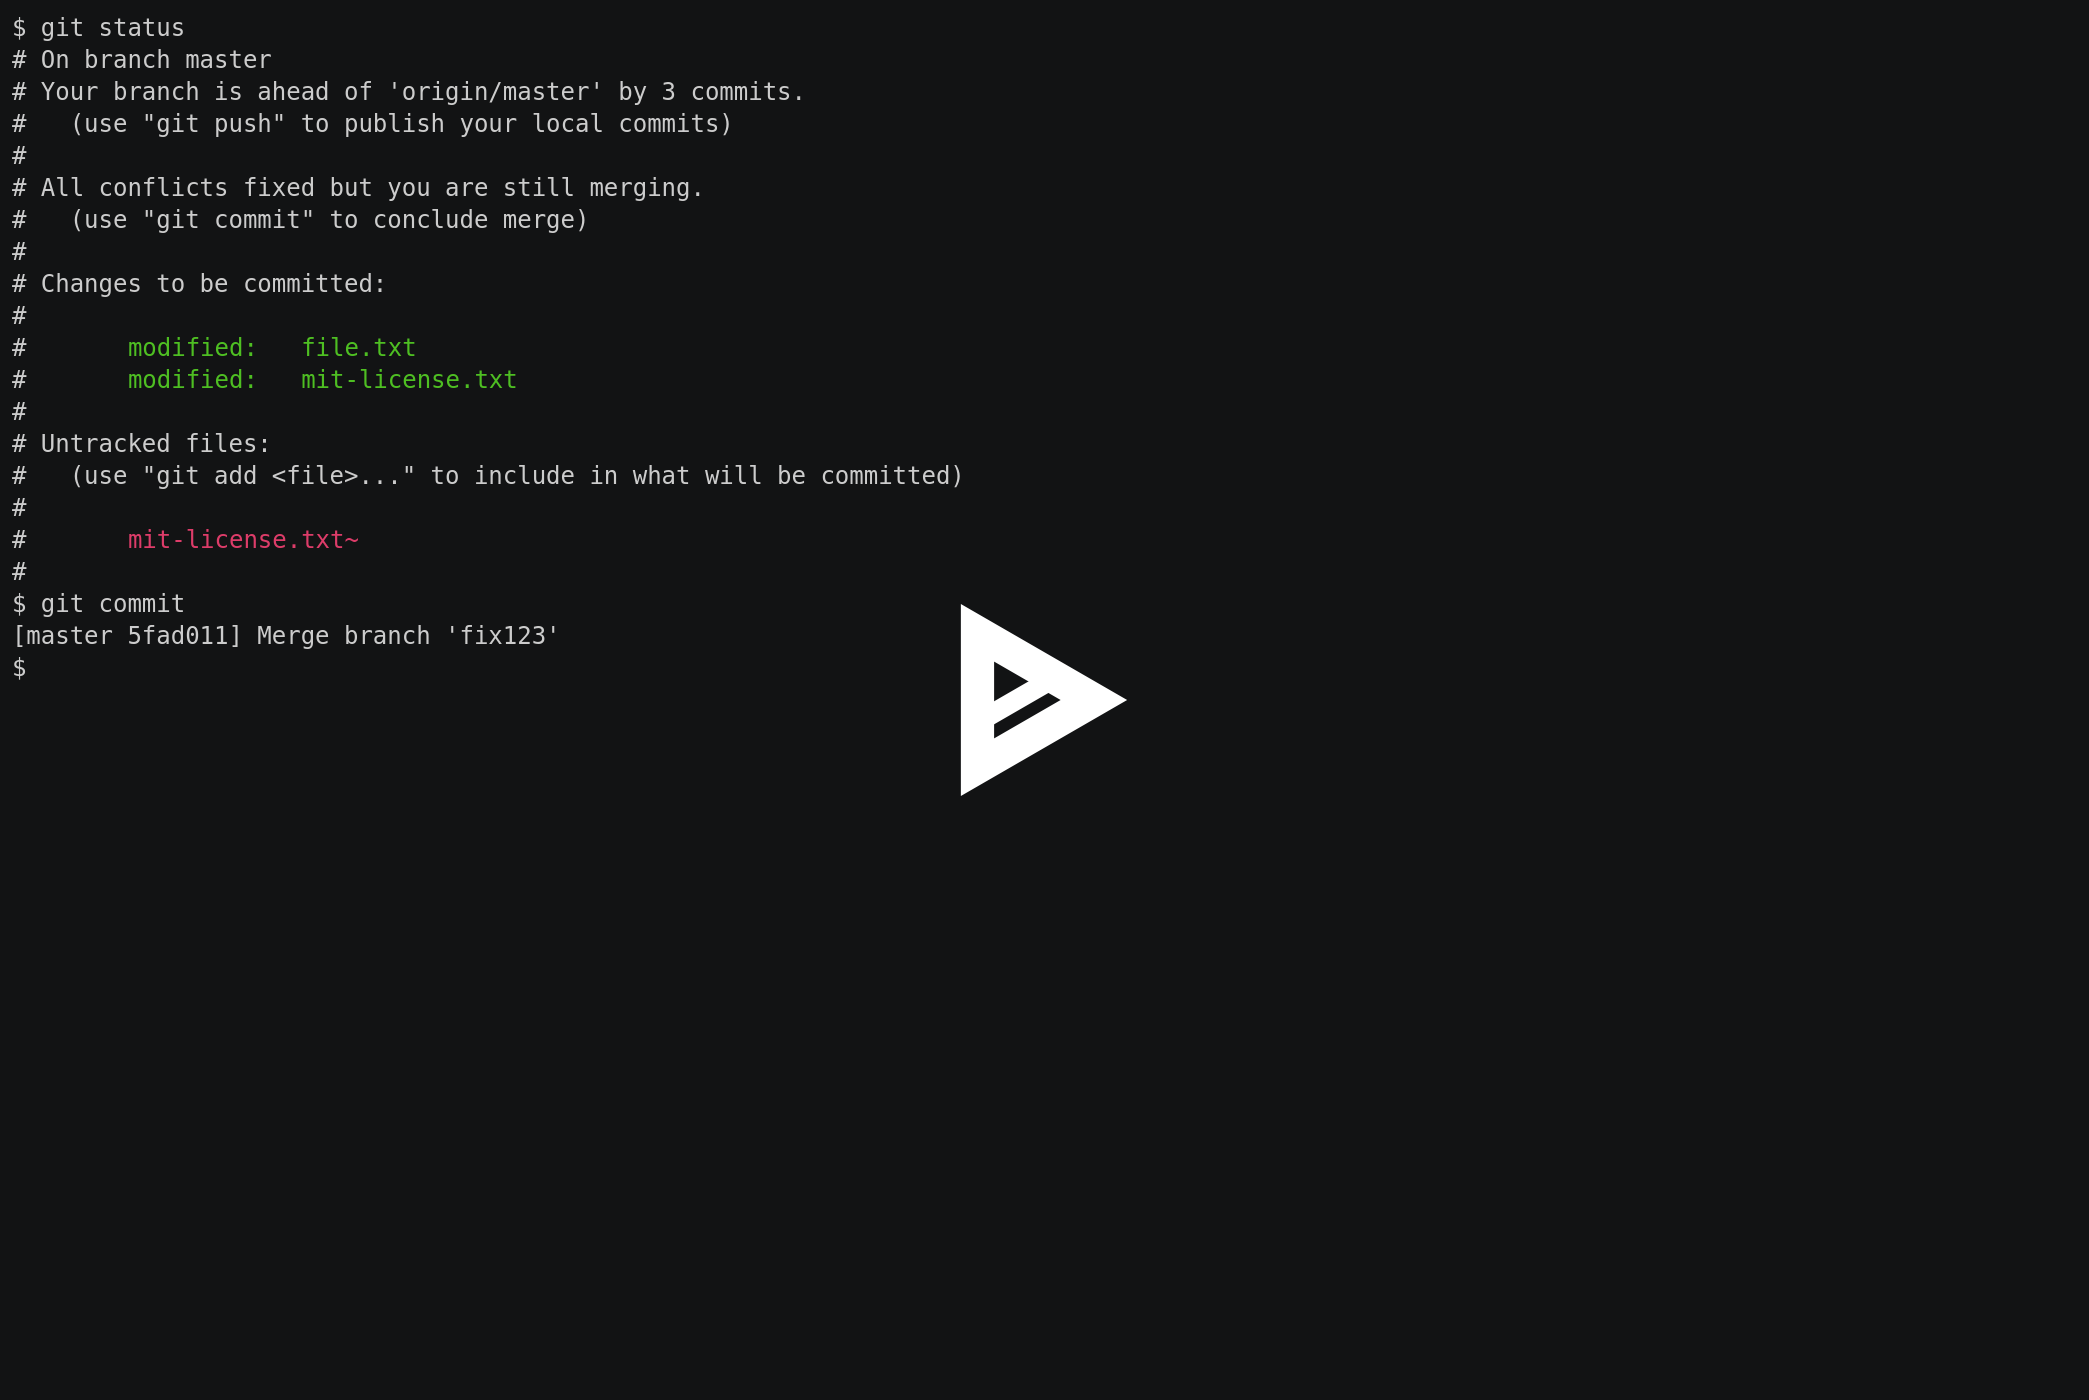 $ git status
# On branch master
# Your branch is ahead of 'origin/master' by 3 commits.
#   (use "git push" to publish your local commits)
#
# All conflicts fixed but you are still merging.
#   (use "git commit" to conclude merge)
#
# Changes to be committed:
#
#       modified:   file.txt
#       modified:   mit-license.txt
#
# Untracked files:
#   (use "git add <file>..." to include in what will be committed)
#
#       mit-license.txt~
#
$ git commit
[master 5fad011] Merge branch 'fix123'
$